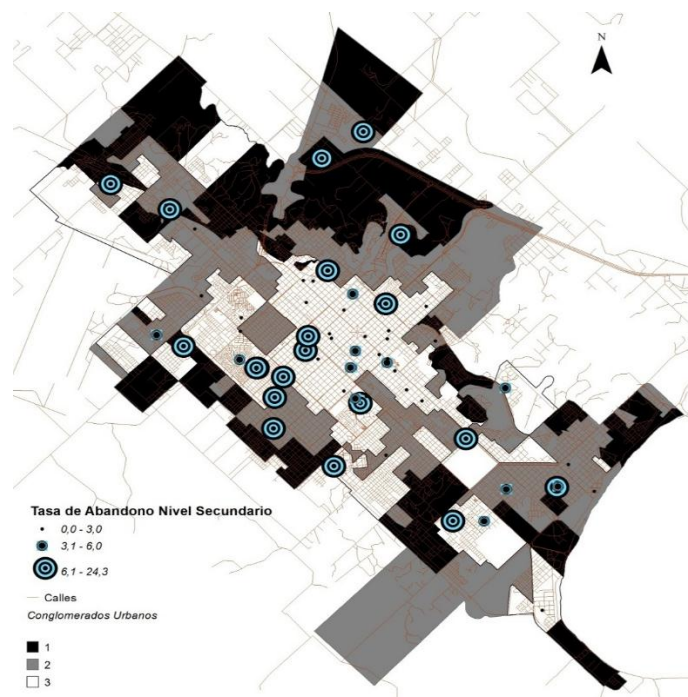 N
Tasa de Abandono Nivel Secundario
0,0 - 3,0
3,1 - 6,0
6,1 - 24,3
Calles
Conglomerados Urbanos
1
2
3